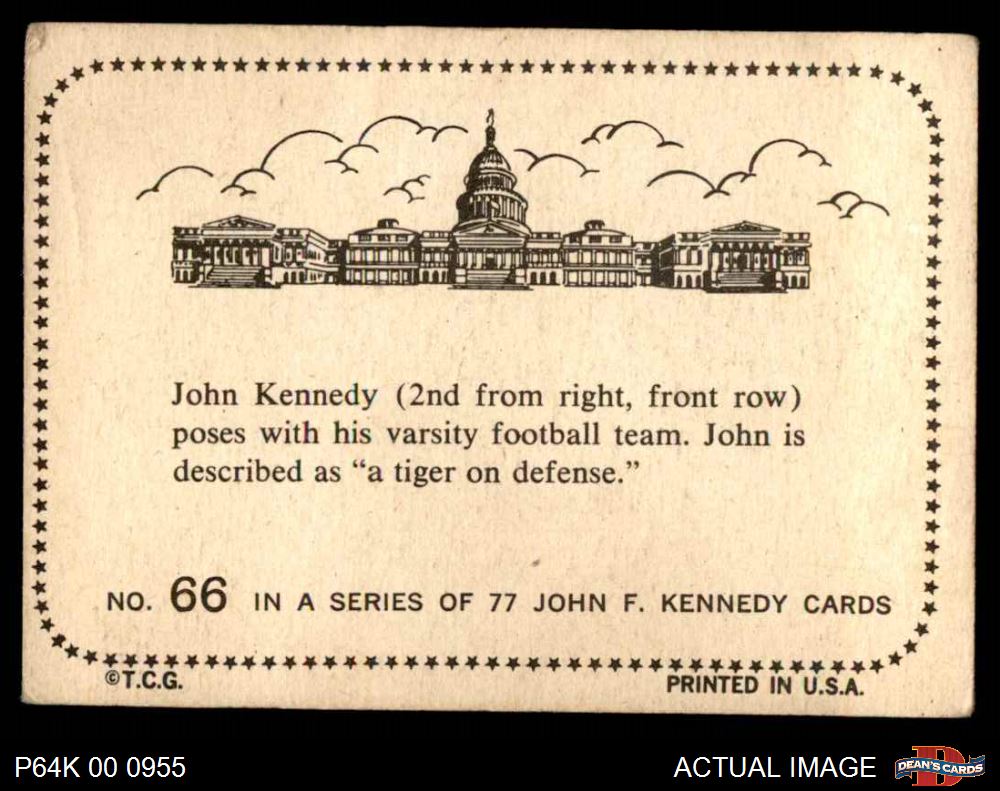 John Kennedy (2nd from right, front row)
poses with his varsity football team. John is
described as “a tiger on defense.”
NO. 66 IN A SERIES OF 77 JOHN F. KENNEDY CARDS
©T.C.G.
PRINTED IN U.S.A.
P64K 00 0955
ACTUAL IMAGE
DEAN'S CARDS